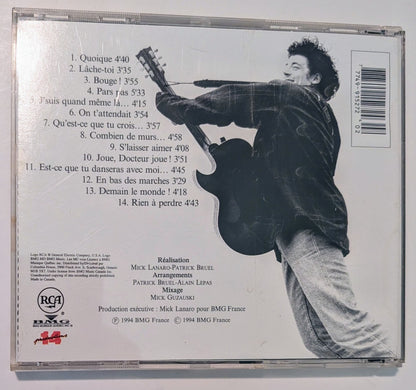 1. Quoique 4'40
2. Lâche-toi 3'35
3. Bouge ! 3'55
4. Pars pas 5'33
5. J'suis quand même là... 4'15
6. On t'attendait 3'54
7. Qu'est-ce que tu crois... 3'57
8. Combien de murs... 4'58
9. S'laisser aimer 4'08
10. Joue, Docteur joue ! 3'51
11. Est-ce que tu danseras avec moi... 4'45
12. En bas des marches 3'29
13. Demain le monde ! 4'18
14. Rien à perdre 4'43
Réalisation
MICK LANARO-PATRICK BRUEL
Arrangements
PATRICK BRUEL-ALAIN LEPAS
Mixage
MICK GUZAUSKI
Production exécutive : Mick Lanaro pour BMG France
℗ 1994 BMG France © 1994 BMG France
RCA
BMG
14